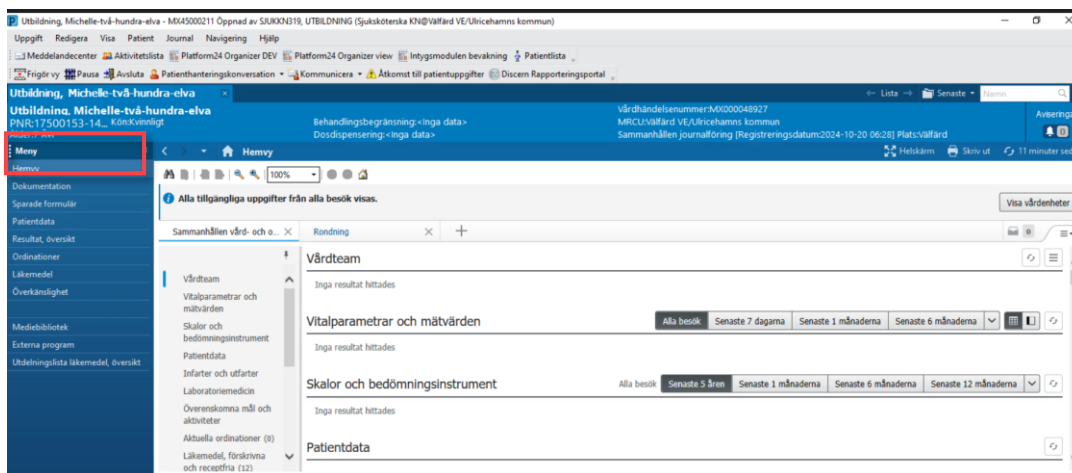 Utbildning, Michelle-två-hundra-elva - MX45000211 Öppnad av SJUKKN319, UTBILDNING (Sjuksköterska KN@Välfärd VE/Ulricehamns kommun)
Uppgift Redigera Visa Patient Journal Navigering Hjälp
Meddelandecenter Aktivitetslista Platform24 Organizer DEV Platform24 Organizer view Intygsmodulen bevakning Patientlista
Frigör vy Pausa Avsluta Patienthanteringskonversation Kommunicera Åtkomst till patientuppgifter Discern Rapporteringsportal
Utbildning, Michelle-två-hundra-elva Lista Senaste Namn
Utbildning, Michelle-två-hundra-elva Vårdhändelsenummer:MX000048927
PNR:17500153-14... Kön:Kvinnligt Behandlingsbegränsning:<Inga data> MRCU:Välfärd VE/Ulricehamns kommun Aviseringa
Dosdispensering:<Inga data> Sammanhållen journalföring [Registreringsdatum:2024-10-20 06:28] Plats:Välfärd 0
Meny Hemvy Helskärm Skriv ut 11 minuter sed
Hemvy
100%
Dokumentation
Sparade formulär
Patientdata
Resultat, översikt
Ordinationer
Läkemedel
Överkänslighet
Mediebibliotek
Externa program
Utdelningslista läkemedel, översikt
Alla tillgängliga uppgifter från alla besök visas. Visa vårdenheter
Sammanhållen vård- och o... Rondning 0
Vårdteam
Vitalparametrar och
mätvärden
Skalor och
bedömningsinstrument
Patientdata
Infarter och utfarter
Laboratoriemedicin
Överenskomna mål och
aktiviteter
Aktuella ordinationer (0)
Läkemedel, förskrivna
och receptfria (12)
Vårdteam
Inga resultat hittades
Vitalparametrar och mätvärden Alla besök Senaste 7 dagarna Senaste 1 månaderna Senaste 6 månaderna
Inga resultat hittades
Skalor och bedömningsinstrument Alla besök Senaste 5 åren Senaste 1 månaderna Senaste 6 månaderna Senaste 12 månaderna
Inga resultat hittades
Patientdata